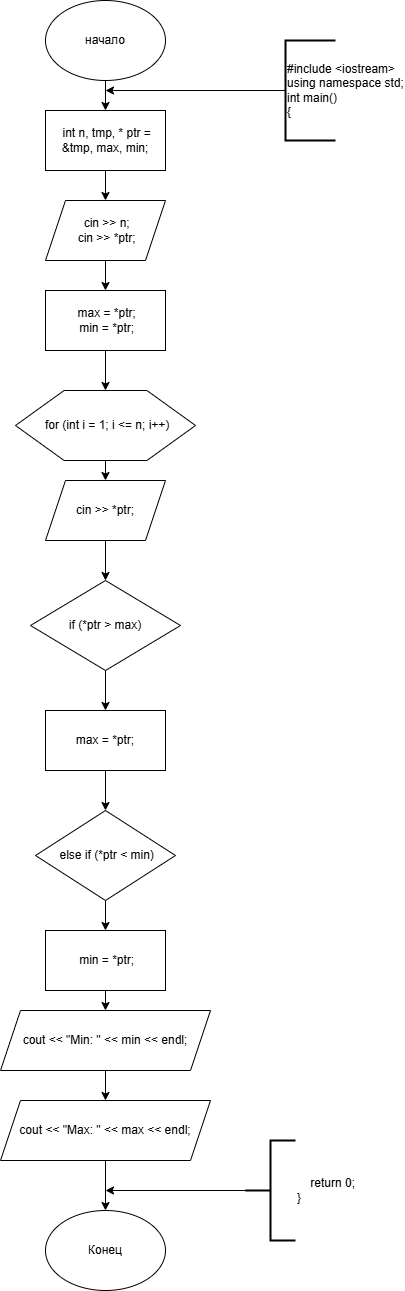 начало
#include <iostream>
using namespace std;
int main()
{
int n, tmp, * ptr =
&tmp, max, min;
cin >> n;
cin >> *ptr;
max = *ptr;
min = *ptr;
for (int i = 1; i <= n; i++)
cin >> *ptr;
if (*ptr > max)
max = *ptr;
else if (*ptr < min)
min = *ptr;
cout << "Min: " << min << endl;
cout << "Max: " << max << endl;
return 0;
}
Конец